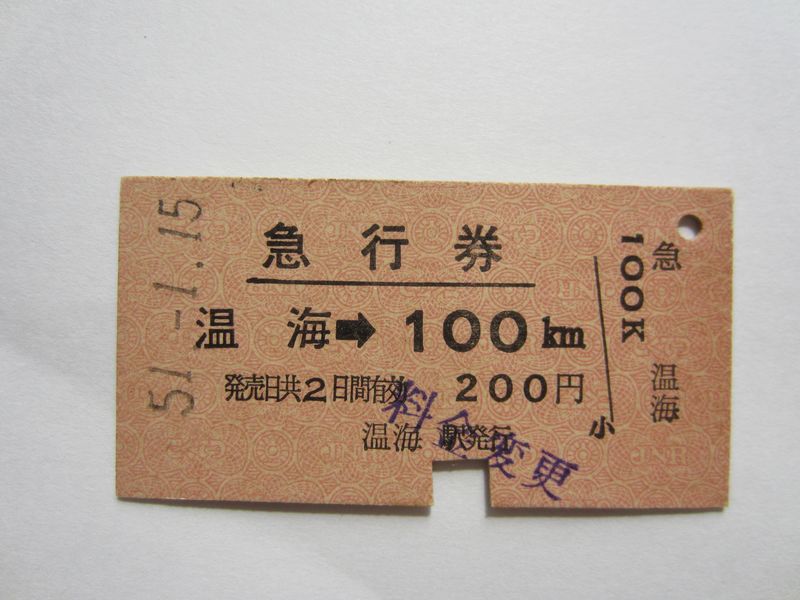 51.-1.15
急行券
温海➡100km
発売日共2日間有効 200円
温海駅発行
料金変更
急
100K
温海
小